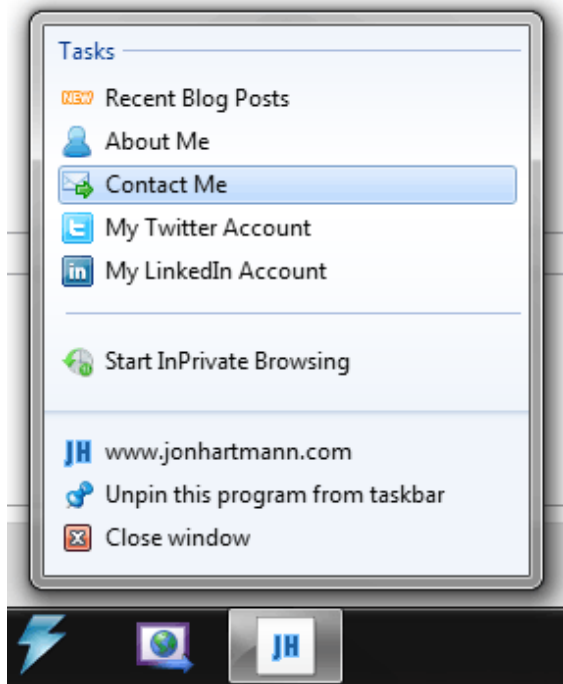 Tasks
NEW Recent Blog Posts
About Me
Contact Me
t My Twitter Account
in My LinkedIn Account
Start InPrivate Browsing
JH www.jonhartmann.com
Unpin this program from taskbar
Close window
JH